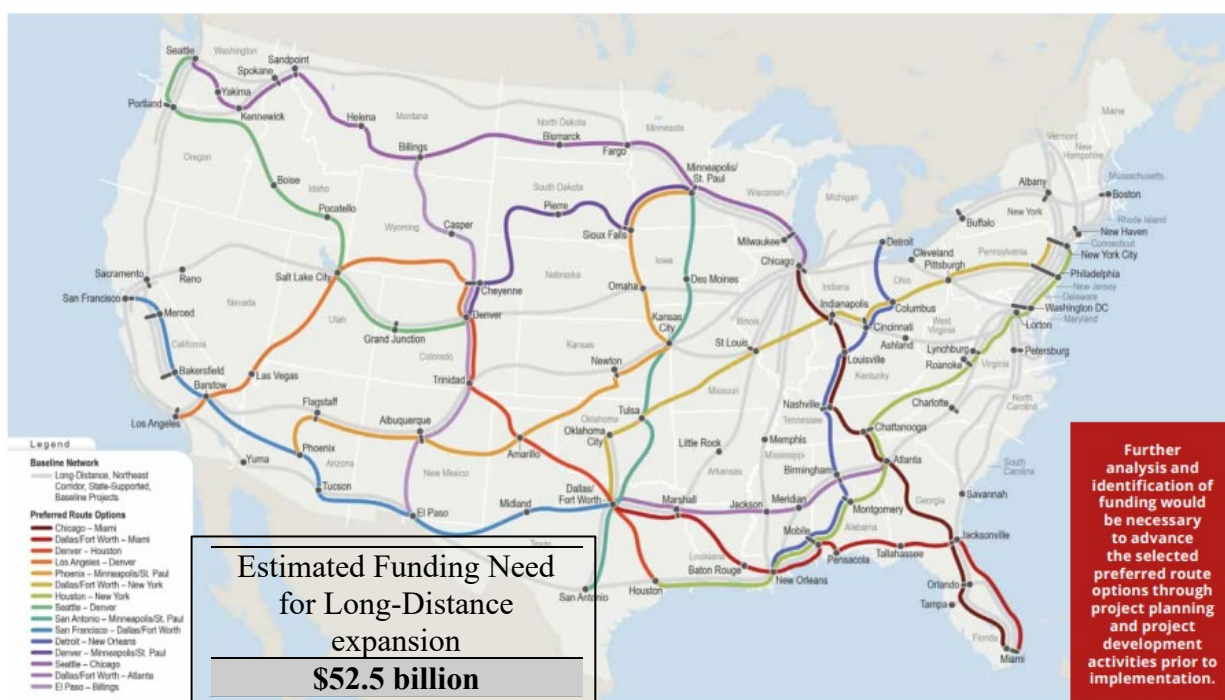 Seattle
Washington
Sandpoint
Spokane
Yakima
Kennewick
Portland
Helena
Montana
Billings
North Dakota
Bismarck
Fargo
Minnesota
Minneapolis/
St. Paul
Oregon
Boise
Idaho
Pocatello
Wyoming
Casper
South Dakota
Pierre
Sioux Falls
Wisconsin
Michigan
Milwaukee
Chicago
Detroit
Cleveland
Pittsburgh
Buffalo
Albany
New York
Vermont
New
Hampshire
Maine
Massachusetts
Boston
Rhode Island
New Haven
Connecticut
New York City
Pennsylvania
Philadelphia
New Jersey
Delaware
Washington DC
Maryland
Lorton
Sacramento
Reno
San Francisco
Merced
Nevada
California
Salt Lake City
Utah
Grand Junction
Cheyenne
Denver
Colorado
Nebraska
Iowa
Omaha
Des Moines
Kansas
City
Kansas
Newton
Illinois
Indiana
Indianapolis
Ohio
Columbus
Cincinnati
Ashland
West
Virginia
Lynchburg
Roanoke
Virginia
Petersburg
St Louis
Missouri
Louisville
Kentucky
Bakersfield
Barstow
Las Vegas
Los Angeles
Flagstaff
Phoenix
Arizona
Yuma
Tucson
Albuquerque
New Mexico
El Paso
Trinidad
Amarillo
Oklahoma
Oklahoma
City
Tulsa
Little Rock
Arkansas
Memphis
Mississippi
Nashville
Tennessee
Chattanooga
Charlotte
North
Carolina
South
Carolina
Atlanta
Georgia
Savannah
Birmingham
Montgomery
Alabama
Midland
Dallas/
Fort Worth
Marshall
Jackson
Meridian
Texas
Louisiana
Baton Rouge
New Orleans
Mobile
Pensacola
Tallahassee
Jacksonville
Orlando
Tampa
Florida
Miami
San Antonio
Houston
Legend
Baseline Network
Long-Distance, Northeast
Corridor, State-Supported,
Baseline Projects
Preferred Route Options
Chicago – Miami
Dallas/Fort Worth – Miami
Denver – Houston
Los Angeles – Denver
Phoenix – Minneapolis/St. Paul
Dallas/Fort Worth – New York
Houston – New York
Seattle – Denver
San Antonio – Minneapolis/St. Paul
San Francisco – Dallas/Fort Worth
Detroit – New Orleans
Denver – Minneapolis/St. Paul
Seattle – Chicago
Dallas/Fort Worth – Atlanta
El Paso – Billings
Estimated Funding Need
for Long-Distance
expansion
$52.5 billion
Further
analysis and
identification of
funding would
be necessary
to advance
the selected
preferred route
options through
project planning
and project
development
activities prior to
implementation.